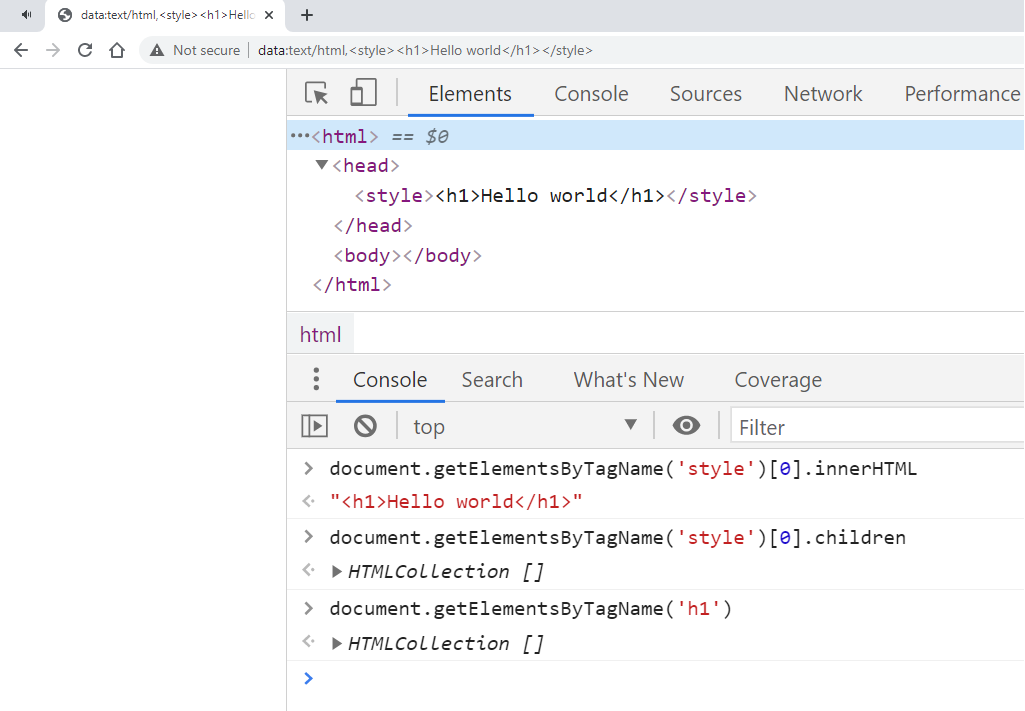 data:text/html,<style><h1>Hello
Not secure data:text/html,<style><h1>Hello world</h1></style>
Elements Console Sources Network Performance
<html> == $0
<head>
<style><h1>Hello world</h1></style>
</head>
<body></body>
</html>
html
Console Search What's New Coverage
top Filter
document.getElementsByTagName('style')[0].innerHTML
"<h1>Hello world</h1>"
document.getElementsByTagName('style')[0].children
HTMLCollection []
document.getElementsByTagName('h1')
HTMLCollection []